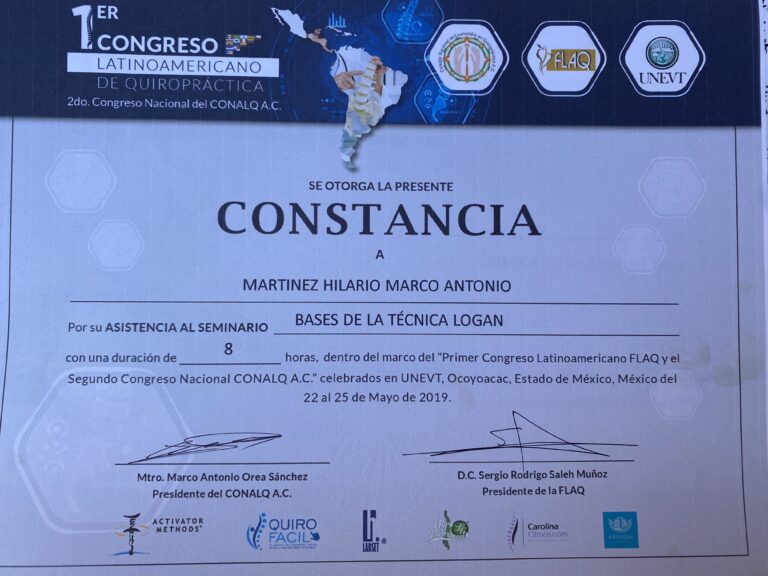 1ER
CONGRESO
LATINOAMERICANO
DE QUIROPRÁCTICA
2do. Congreso Nacional del CONALQ A.C.
FLAQ
UNEVT
SE OTORGA LA PRESENTE
CONSTANCIA
A
MARTINEZ HILARIO MARCO ANTONIO
Por su ASISTENCIA AL SEMINARIO BASES DE LA TÉCNICA LOGAN
con una duración de 8 horas, dentro del marco del "Primer Congreso Latinoamericano FLAQ y el
Segundo Congreso Nacional CONALQ A.C." celebrados en UNEVT, Ocoyoacac, Estado de México, México del
22 al 25 de Mayo de 2019.
Mtro. Marco Antonio Orea Sánchez
Presidente del CONALQ A.C.
D.C. Sergio Rodrigo Saleh Muñoz
Presidente de la FLAQ
ACTIVATOR
METHODS®
QUIRO
FACIL
LABSET®
Carolina
Olmos.com